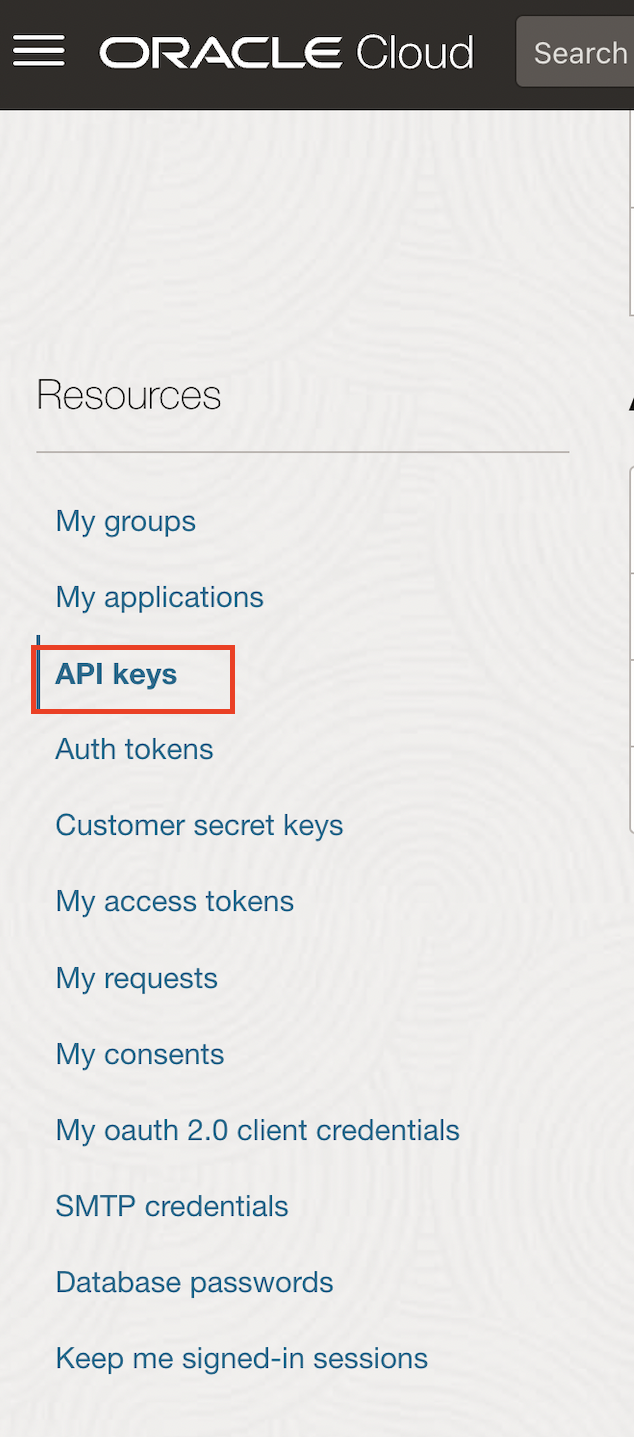 ORACLE Cloud
Search
Resources
My groups
My applications
API keys
Auth tokens
Customer secret keys
My access tokens
My requests
My consents
My oauth 2.0 client credentials
SMTP credentials
Database passwords
Keep me signed-in sessions